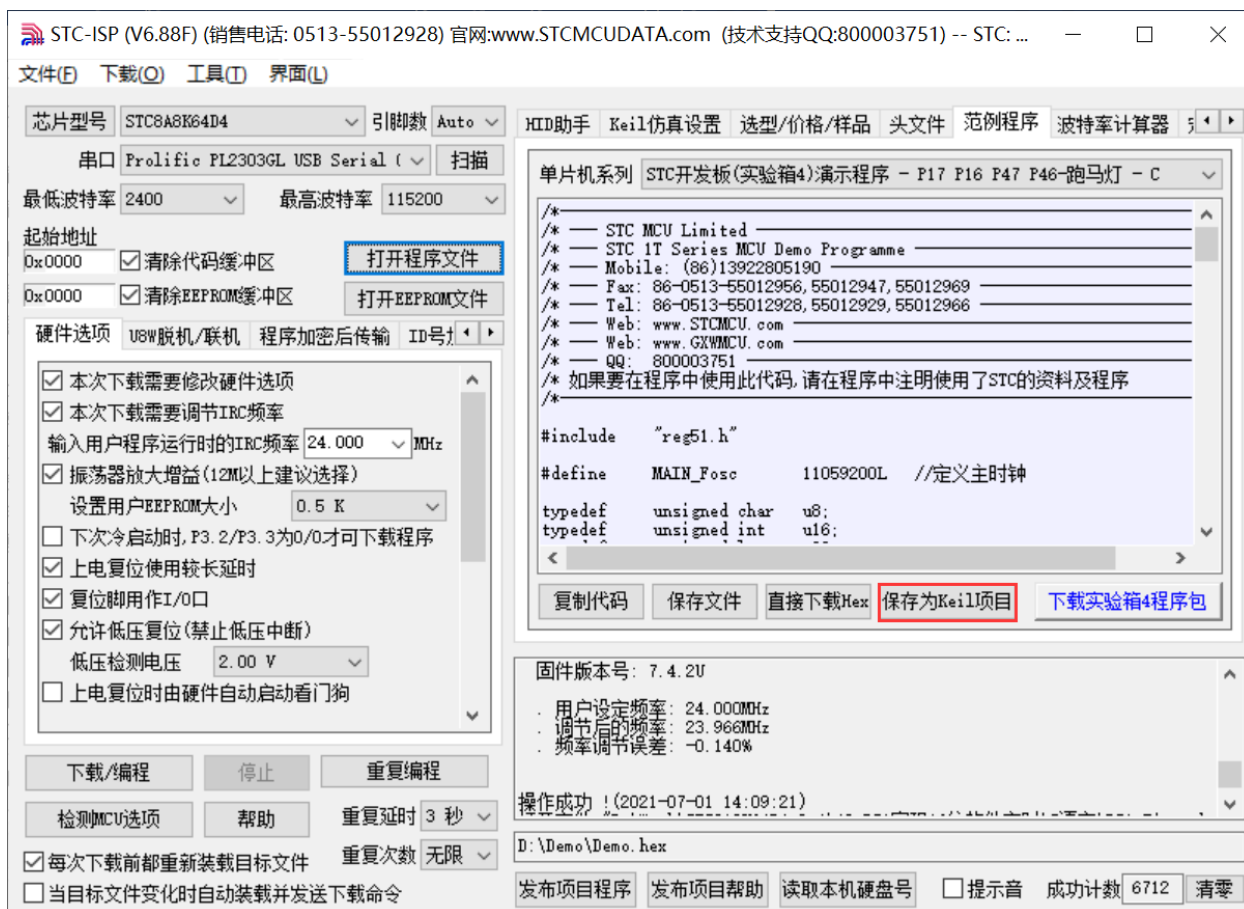 STC-ISP (V6.88F) (销售电话: 0513-55012928) 官网:www.STCMCUDATA.com (技术支持QQ:800003751) -- STC: ...
文件(F) 下载(O) 工具(T) 界面(L)
芯片型号 STC8A8K64D4 引脚数 Auto
串口 Prolific PL2303GL USB Serial ( 扫描
最低波特率 2400 最高波特率 115200
起始地址
0x0000 清除代码缓冲区 打开程序文件
0x0000 清除EEPROM缓冲区 打开EEPROM文件
硬件选项 U8W脱机/联机 程序加密后传输 ID号
本次下载需要修改硬件选项
本次下载需要调节IRC频率
输入用户程序运行时的IRC频率 24.000 MHz
振荡器放大增益(12M以上建议选择)
设置用户EEPROM大小 0.5 K
下次冷启动时,P3.2/P3.3为0/0才可下载程序
上电复位使用较长延时
复位脚用作I/O口
允许低压复位(禁止低压中断)
低压检测电压 2.00 V
上电复位时由硬件自动启动看门狗
下载/编程 停止 重复编程
检测MCU选项 帮助 重复延时 3 秒
每次下载前都重新装载目标文件 重复次数 无限
当目标文件变化时自动装载并发送下载命令
HID助手 Keil仿真设置 选型/价格/样品 头文件 范例程序 波特率计算器
单片机系列 STC开发板(实验箱4)演示程序 - P17 P16 P47 P46-跑马灯 - C
/*
/* --- STC MCU Limited
/* --- STC 1T Series MCU Demo Programme
/* --- Mobile: (86)13922805190
/* --- Fax: 86-0513-55012956,55012947,55012969
/* --- Tel: 86-0513-55012928,55012929,55012966
/* --- Web: www.STCMCU.com
/* --- Web: www.GXWMCU.com
/* --- QQ: 800003751
/* 如果要在程序中使用此代码,请在程序中注明使用了STC的资料及程序
/*
#include "reg51.h"
#define MAIN_Fosc 11059200L //定义主时钟
typedef unsigned char u8;
typedef unsigned int u16;
复制代码 保存文件 直接下载Hex 保存为Keil项目 下载实验箱4程序包
固件版本号: 7.4.2U
. 用户设定频率: 24.000MHz
. 调节后的频率: 23.966MHz
. 频率调节误差: -0.140%
操作成功 !(2021-07-01 14:09:21)
D:\Demo\Demo.hex
发布项目程序 发布项目帮助 读取本机硬盘号 提示音 成功计数 6712 清零